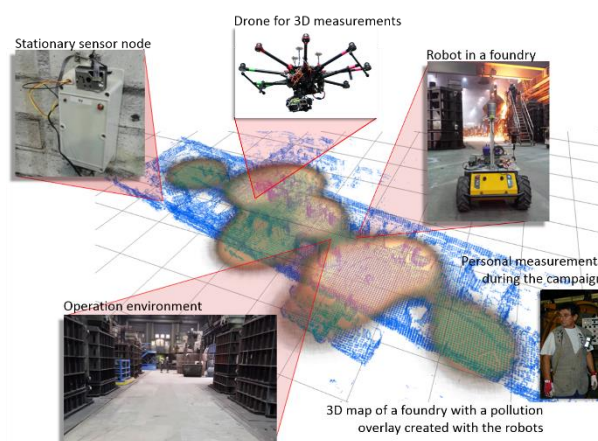 Drone for 3D measurements
Stationary sensor node
Robot in a foundry
Personal measurement
during the campaign
Operation environment
3D map of a foundry with a pollution
overlay created with the robots